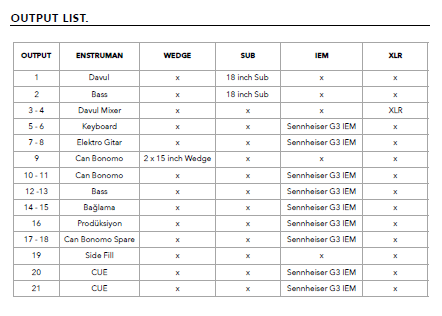 OUTPUT LIST.
OUTPUT ENSTRUMAN WEDGE SUB IEM XLR
1 Davul x 18 inch Sub x x
2 Bass x 18 inch Sub x x
3 - 4 Davul Mixer x x x XLR
5 - 6 Keyboard x x Sennheiser G3 IEM x
7 - 8 Elektro Gitar x x Sennheiser G3 IEM x
9 Can Bonomo 2 x 15 inch Wedge x x x
10 - 11 Can Bonomo x x Sennheiser G3 IEM x
12 -13 Bass x x Sennheiser G3 IEM x
14 - 15 Bağlama x x Sennheiser G3 IEM x
16 Prodüksiyon x x Sennheiser G3 IEM x
17 - 18 Can Bonomo Spare x x Sennheiser G3 IEM x
19 Side Fill x x x x
20 CUE x x Sennheiser G3 IEM x
21 CUE x x Sennheiser G3 IEM x